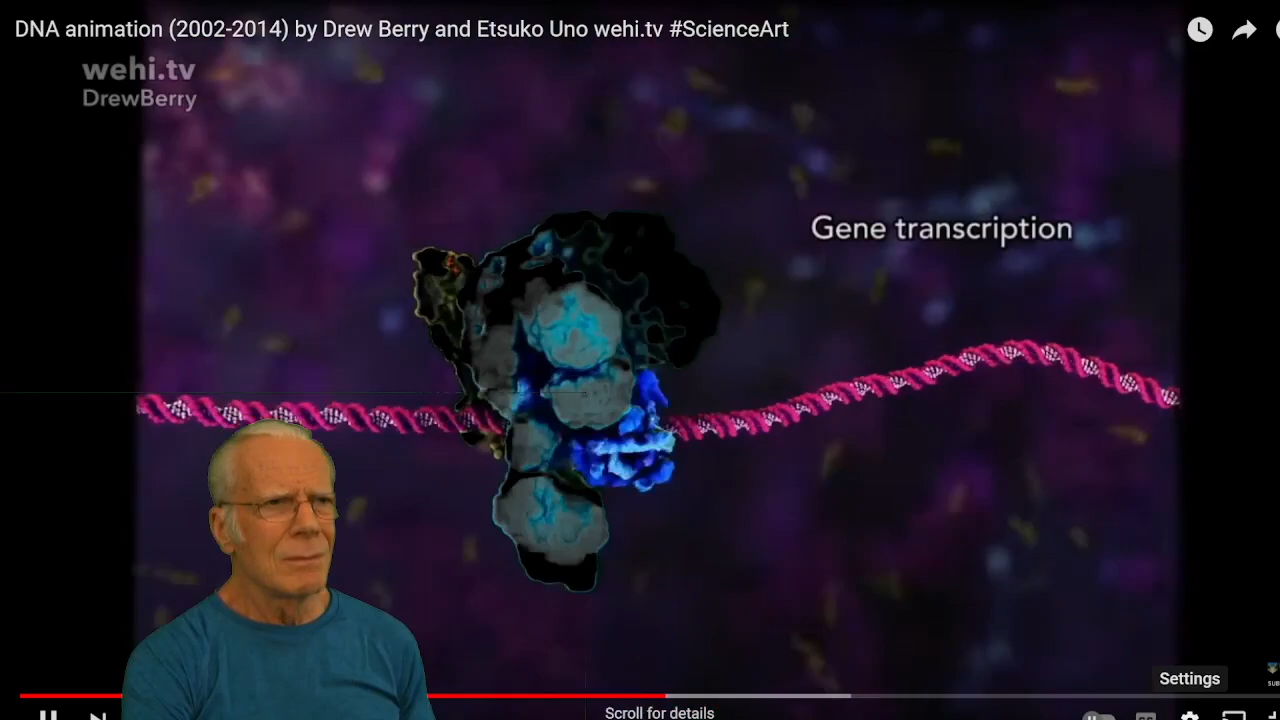 DNA animation (2002-2014) by Drew Berry and Etsuko Uno wehi.tv #ScienceArt
wehi.tv
DrewBerry
Gene transcription
Settings
SUB
Scroll for details